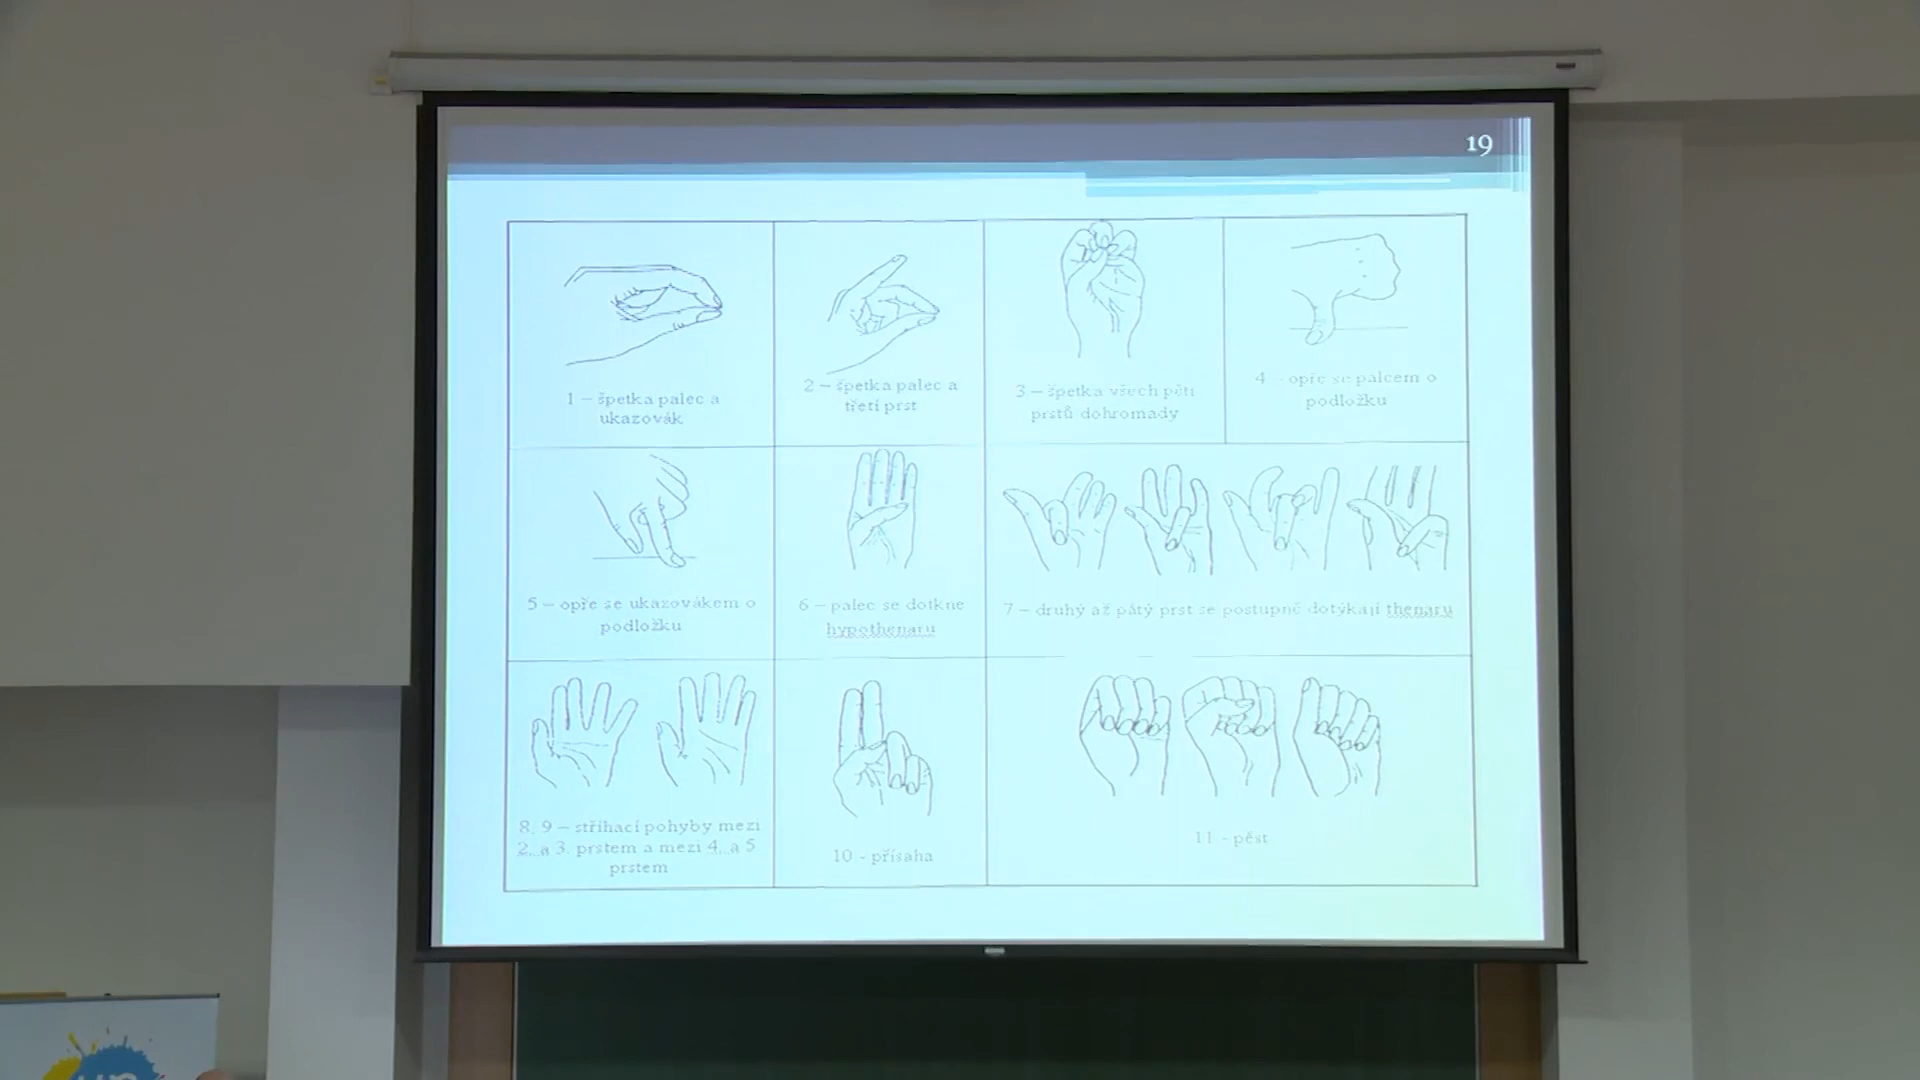 19
1 – špetka palec a
ukazovák
2 – špetka palec a
třetí prst
3 – špetka všech pěti
prstů dohromady
4 – opře se palcem o
podložku
5 – opře se ukazovákem o
podložku
6 – palec se dotkne
hypothenaru
7 – druhý až pátý prst se postupně dotýkají thenaru
8, 9 – stříhací pohyby mezi
2. a 3. prstem a mezi 4. a 5
prstem
10 - přísaha
11 - pěst